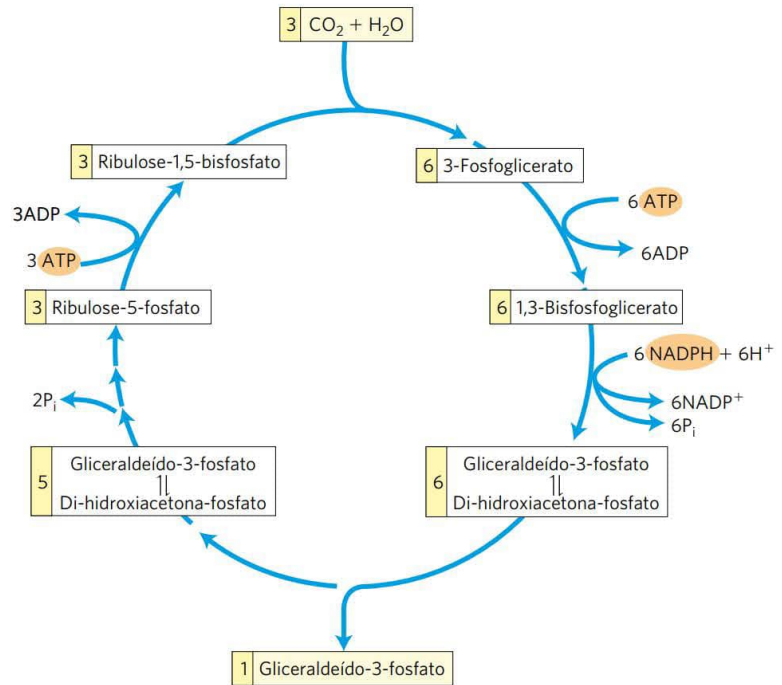 3 CO₂ + H₂O
3 Ribulose-1,5-bisfosfato
6 3-Fosfoglicerato
3ADP
3 ATP
6 ATP
6ADP
3 Ribulose-5-fosfato
6 1,3-Bisfosfoglicerato
6 NADPH + 6H⁺
6NADP⁺
6Pᵢ
2Pᵢ
5 Gliceraldeído-3-fosfato
⥮
Di-hidroxiacetona-fosfato
6 Gliceraldeído-3-fosfato
⥮
Di-hidroxiacetona-fosfato
1 Gliceraldeído-3-fosfato